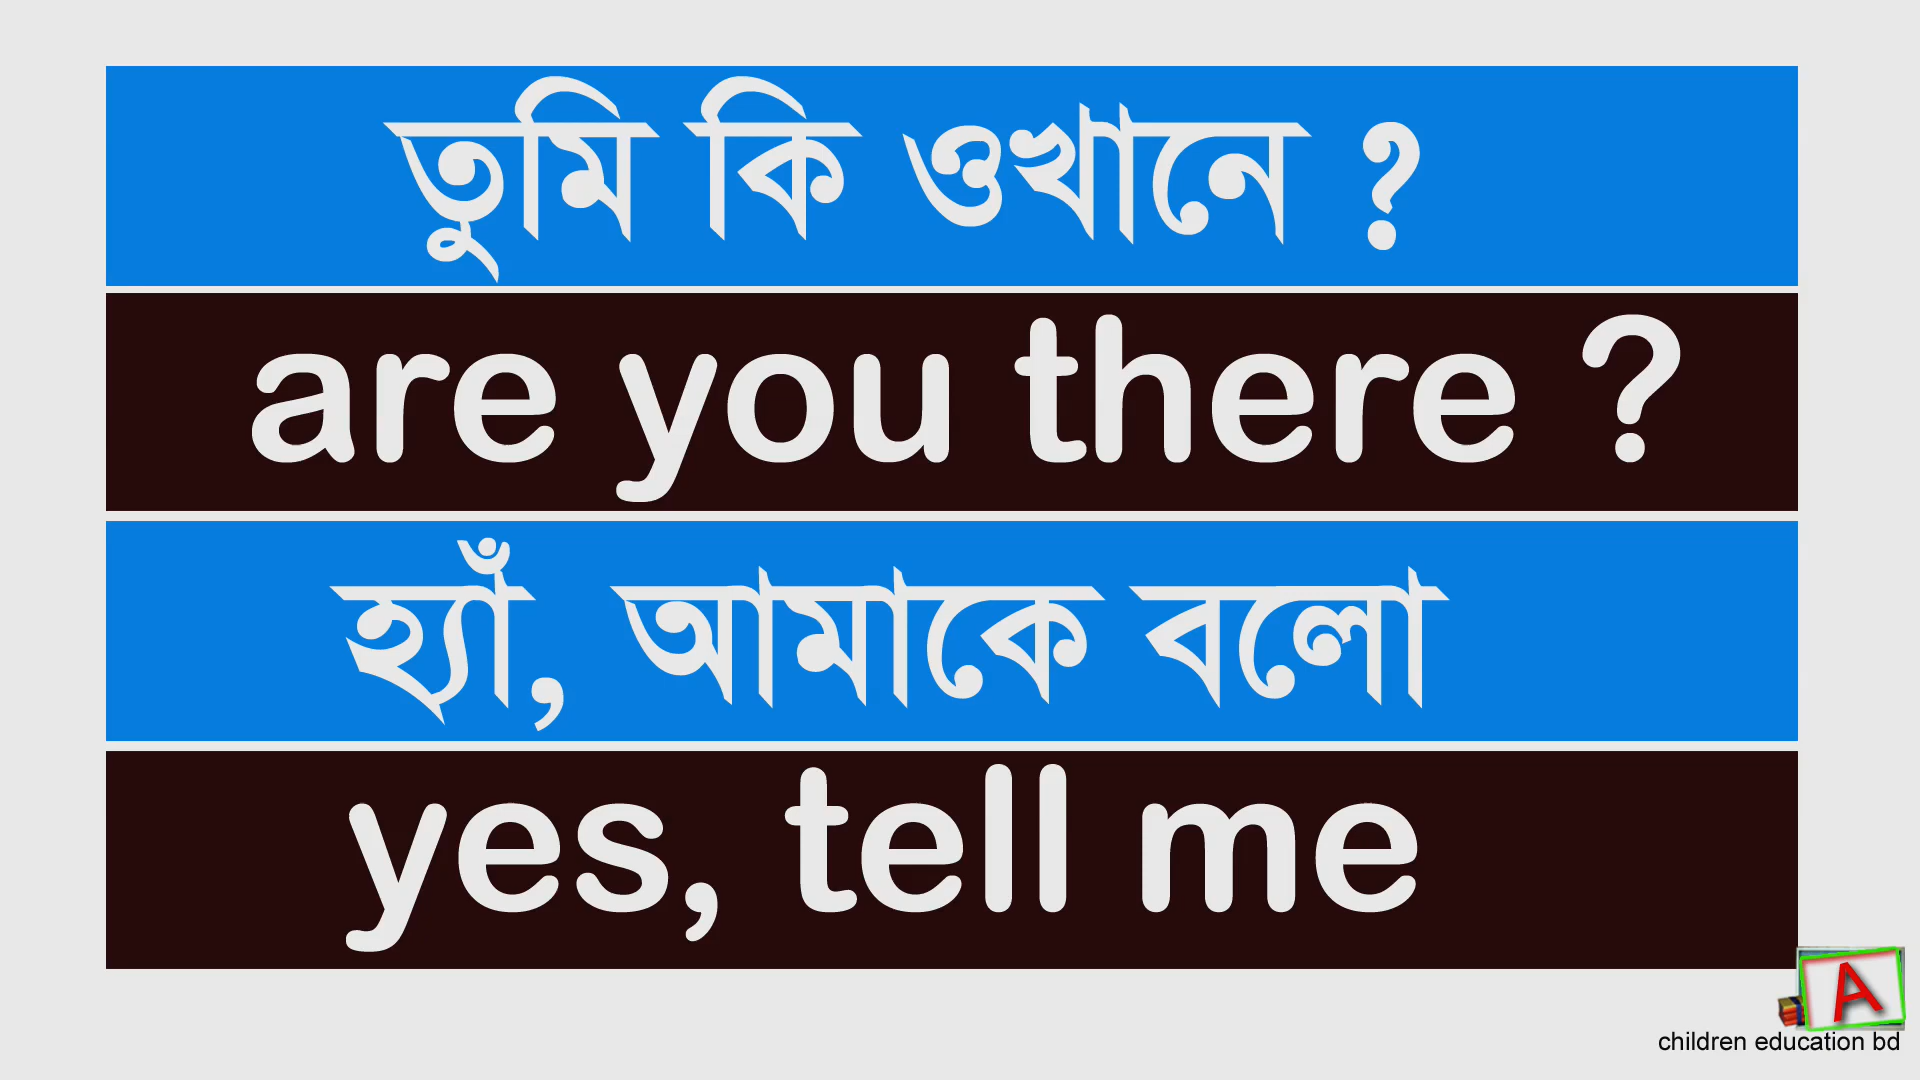 তুমি কি ওখানে ?
are you there ?
হ্যাঁ, আমাকে বলো
yes, tell me
A
children education bd